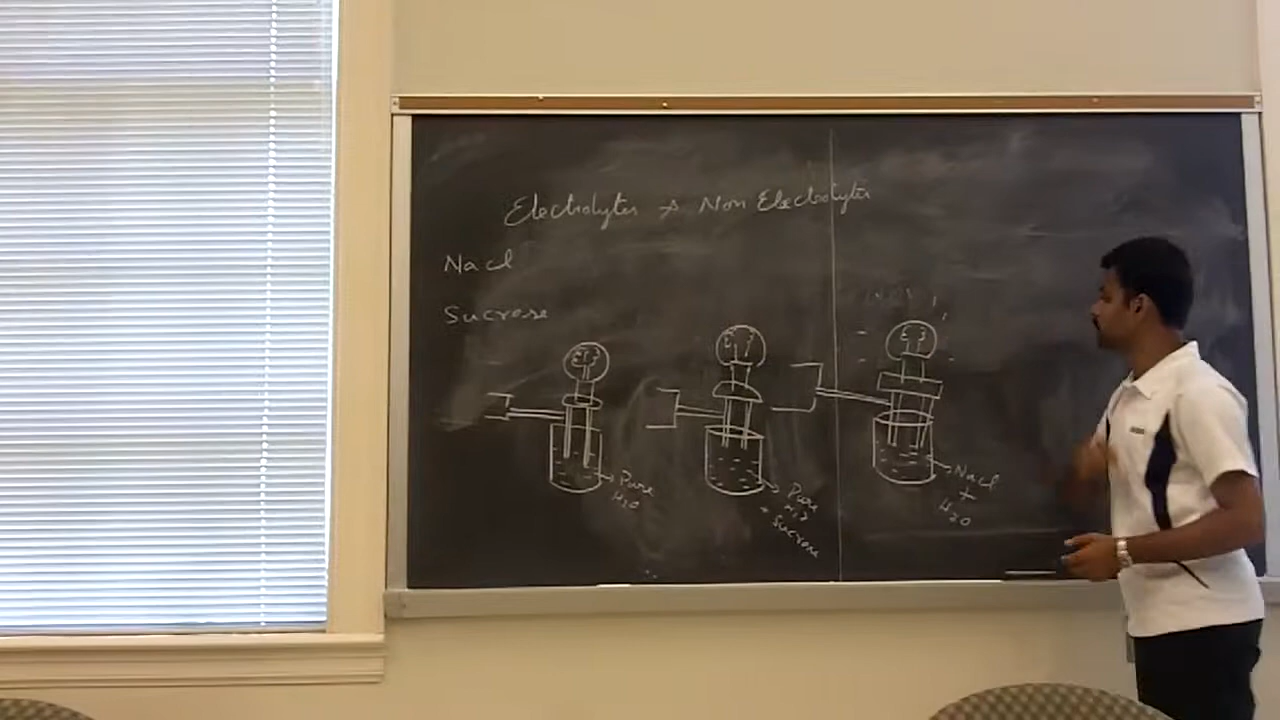 Electrolytes & Non Electrolytes
Nacl
Sucrose
Pure
H2O
Pure
H2O
+ Sucrose
Nacl
+
H2O